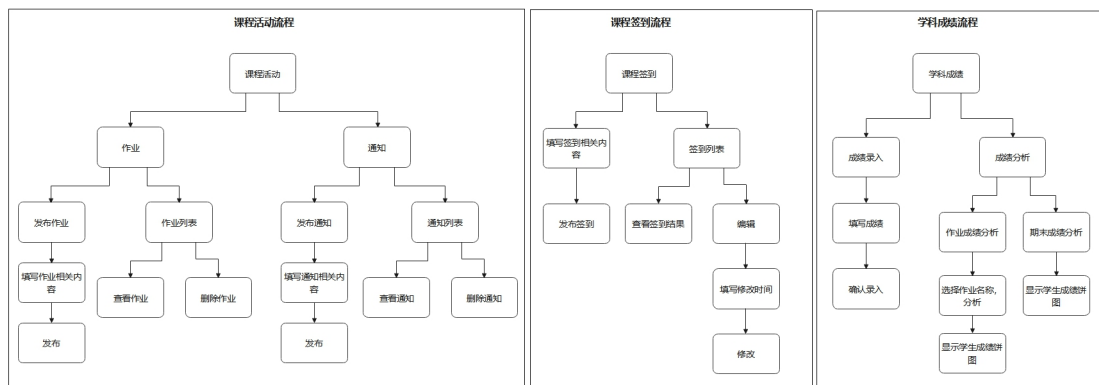 课程活动流程
课程活动
作业
通知
发布作业
作业列表
发布通知
通知列表
填写作业相关内
容
查看作业
删除作业
填写通知相关内
容
查看通知
删除通知
发布
发布
课程签到流程
课程签到
填写签到相关内
容
签到列表
发布签到
查看签到结果
编辑
填写修改时间
修改
学科成绩流程
学科成绩
成绩录入
成绩分析
填写成绩
作业成绩分析
期末成绩分析
确认录入
选择作业名称,
分析
显示学生成绩饼
图
显示学生成绩饼
图